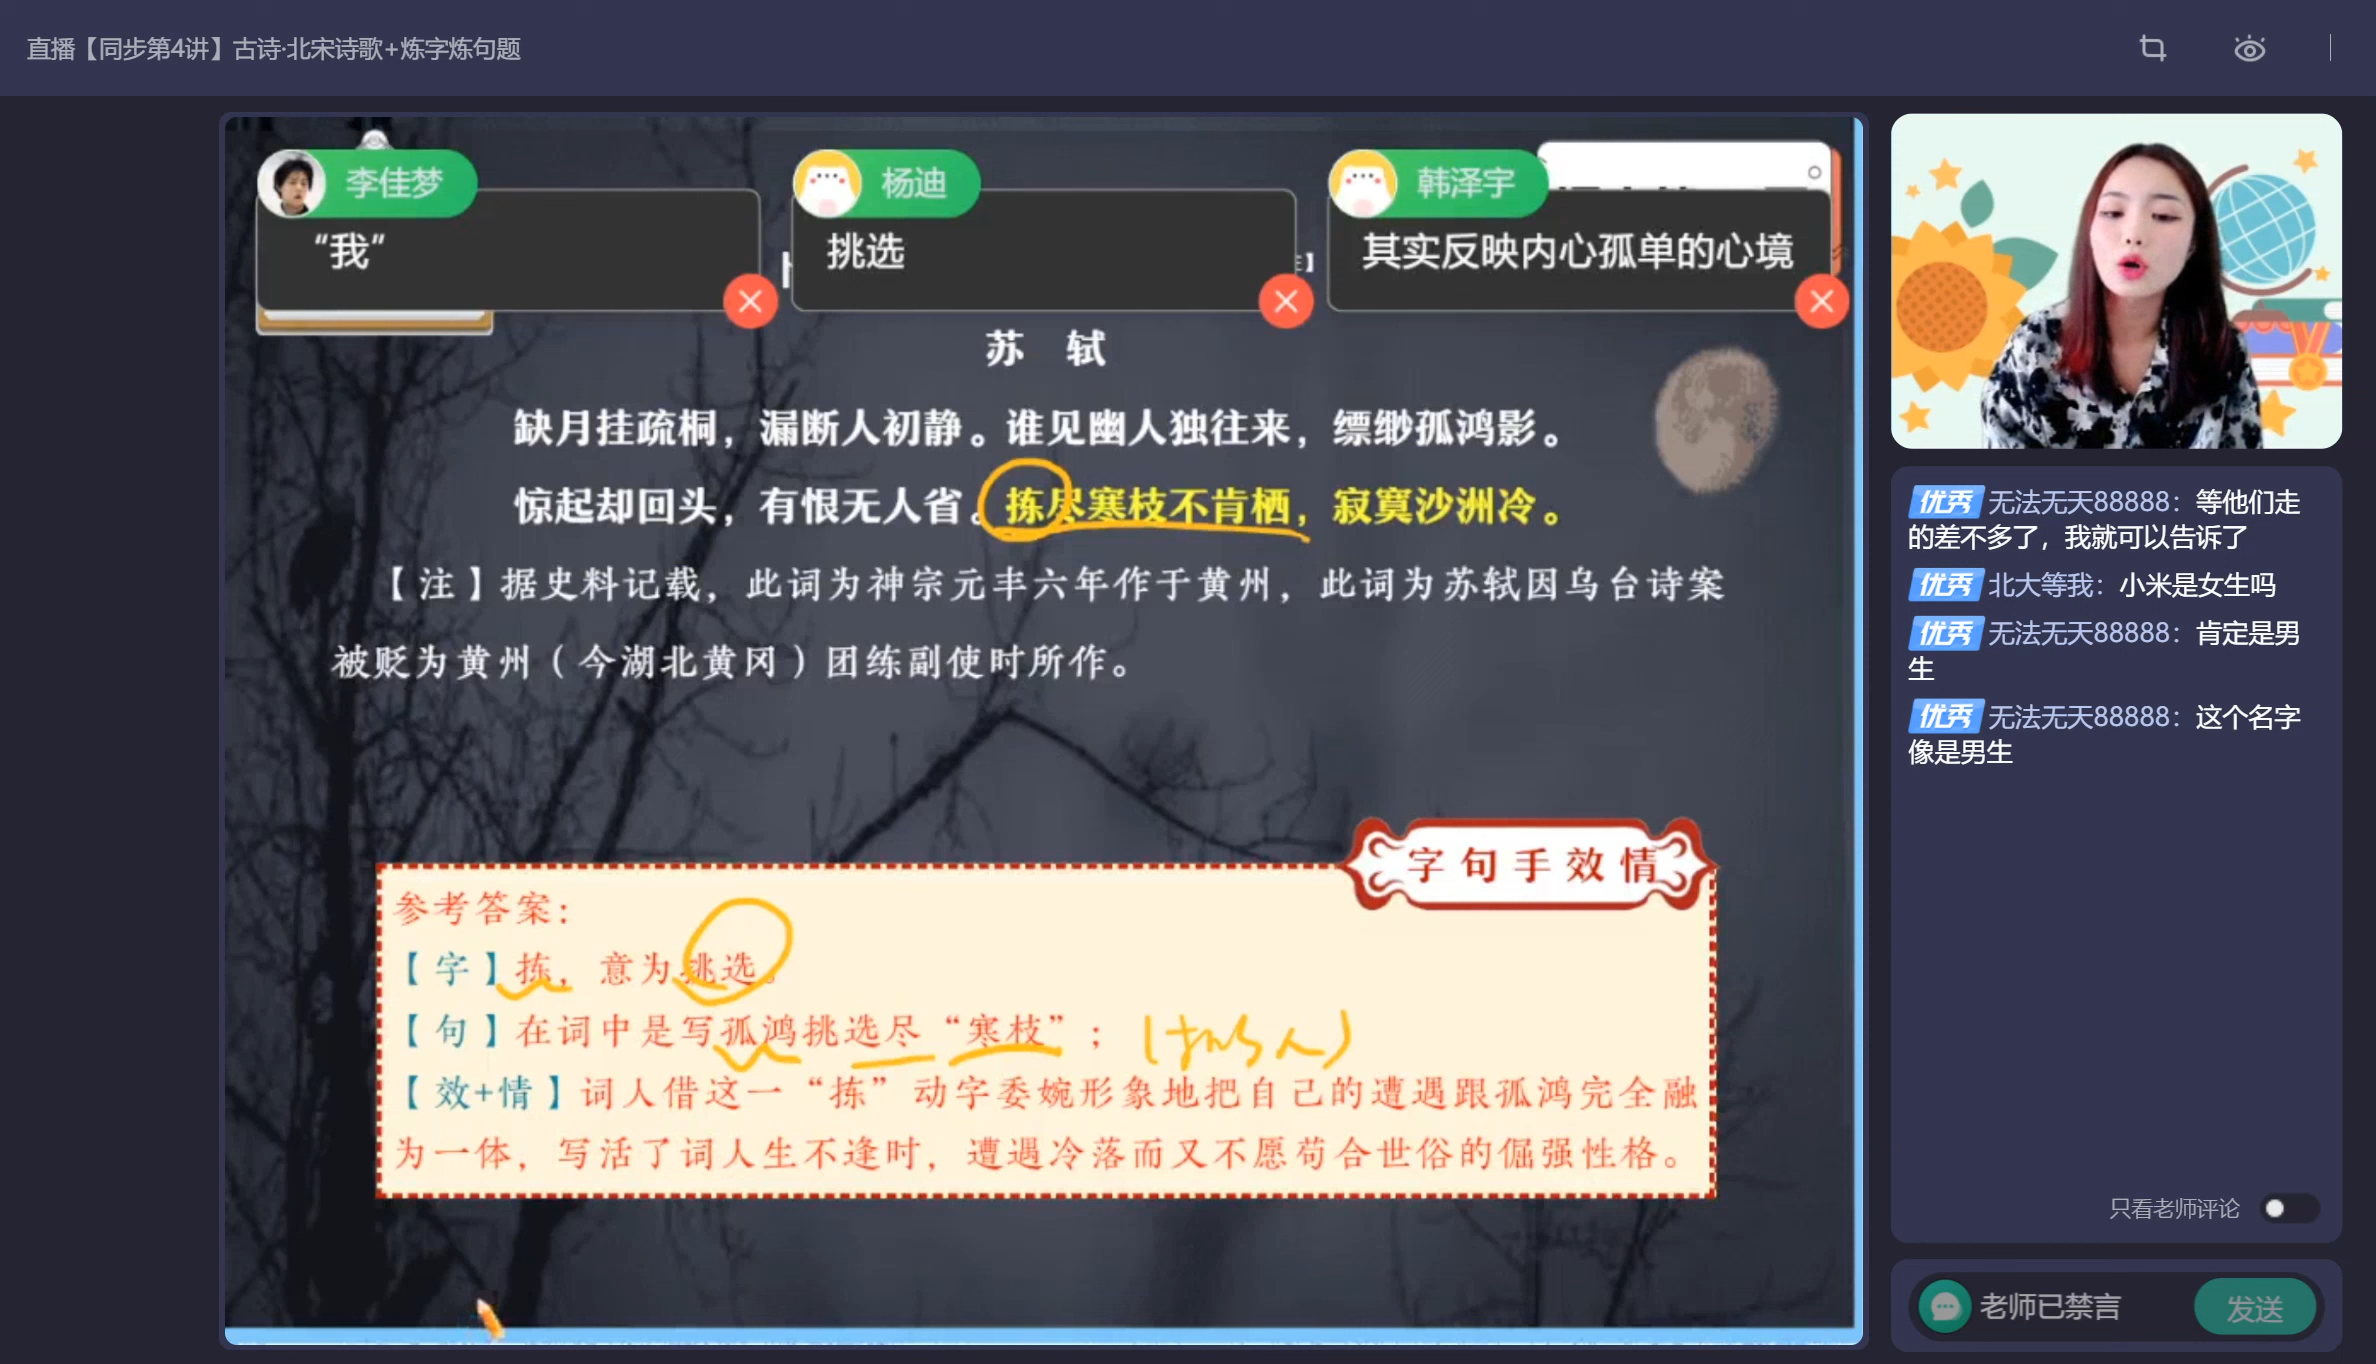 直播【同步第4讲】古诗·北宋诗歌+炼字炼句题
李佳梦
“我”
杨迪
挑选
韩泽宇
其实反映内心孤单的心境
苏 轼
缺月挂疏桐，漏断人初静。谁见幽人独往来，缥缈孤鸿影。
惊起却回头，有恨无人省。拣尽寒枝不肯栖，寂寞沙洲冷。
【注】据史料记载，此词为神宗元丰六年作于黄州，此词为苏轼因乌台诗案
被贬为黄州（今湖北黄冈）团练副使时所作。
字句手效情
参考答案：
【字】拣，意为挑选。
【句】在词中是写孤鸿挑选尽“寒枝”；（拟人）
【效+情】词人借这一“拣”动字委婉形象地把自己的遭遇跟孤鸿完全融
为一体，写活了词人生不逢时，遭遇冷落而又不愿苟合世俗的倔强性格。
优秀 无法无天88888：等他们走
的差不多了，我就可以告诉了
优秀 北大等我：小米是女生吗
优秀 无法无天88888：肯定是男
生
优秀 无法无天88888：这个名字
像是男生
只看老师评论
老师已禁言
发送